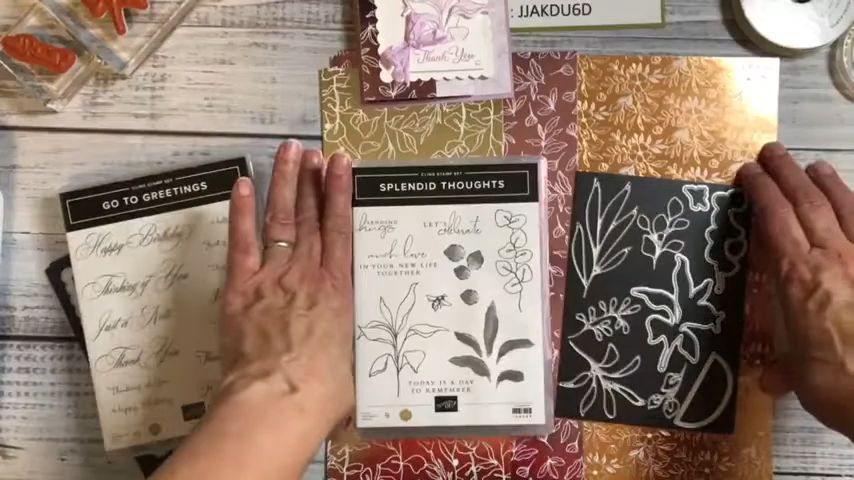 : JJAKDU6D
Thank You
CLING STAMP SET
GO TO GREETINGS
Happy Birthday
Thinking of You
Just a Note
Thank You
CLING STAMP SET
SPLENDID THOUGHTS
SENDING
hugs
LET'S celebrate
much love
IN YOUR NEW LIFE
TOGETHER
TODAY IS A DAY
TO REMEMBER